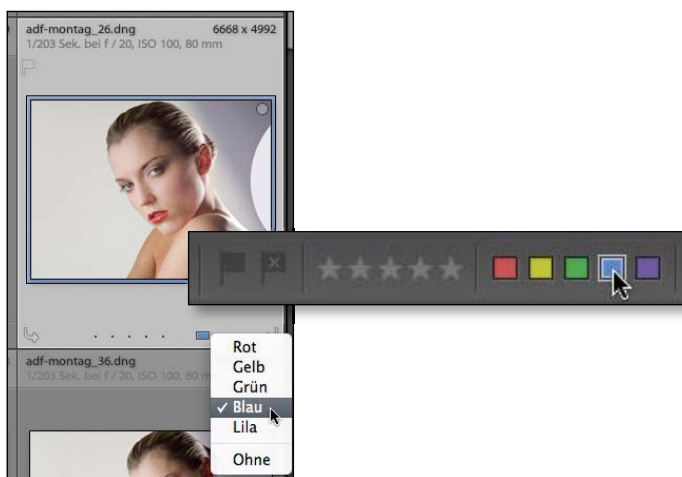 adf-montag_26.dng 6668 x 4992
1/203 Sek. bei f / 20, ISO 100, 80 mm
adf-montag_36.dng
1/203 Sek. bei f / 20, ISO 100, 80 m
Rot
Gelb
Grün
Blau
Lila
Ohne